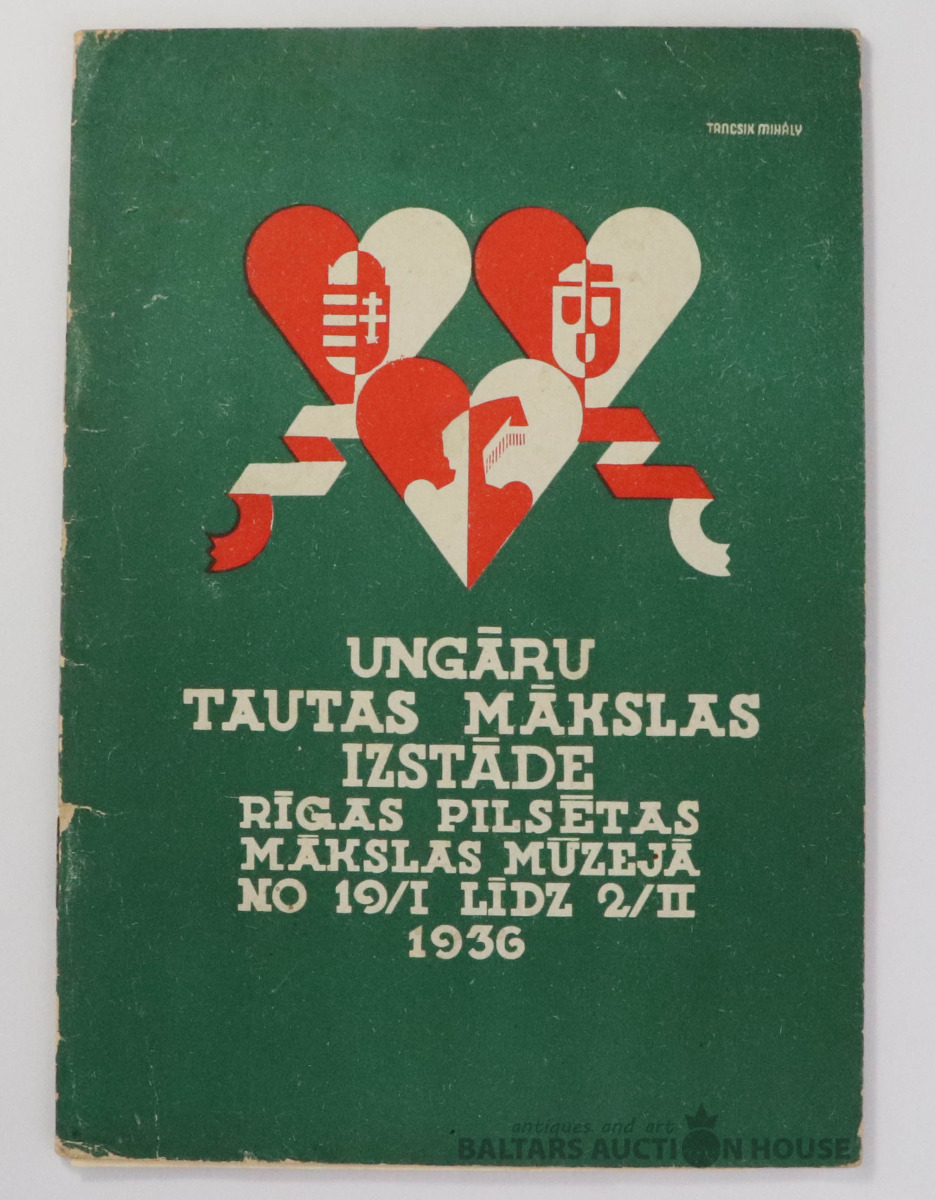 TANCSIK MIHÁLY
UNGĀRU
TAUTAS MĀKSLAS
IZSTĀDE
RĪGAS PILSĒTAS
MĀKSLAS MŪZEJĀ
NO 19/I LĪDZ 2/II
1936
antiques and art
BALTARS AUCTION HOUSE